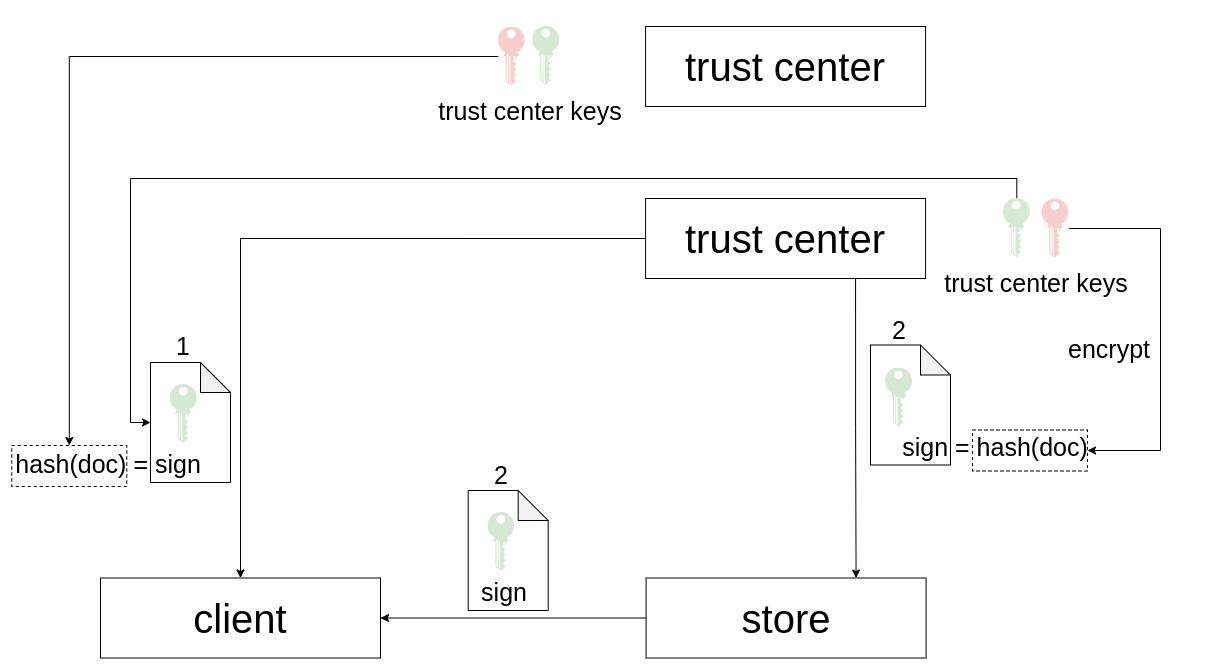 trust center
trust center keys
trust center
trust center keys
1
2
encrypt
hash(doc) = sign
sign = hash(doc)
2
sign
client
store